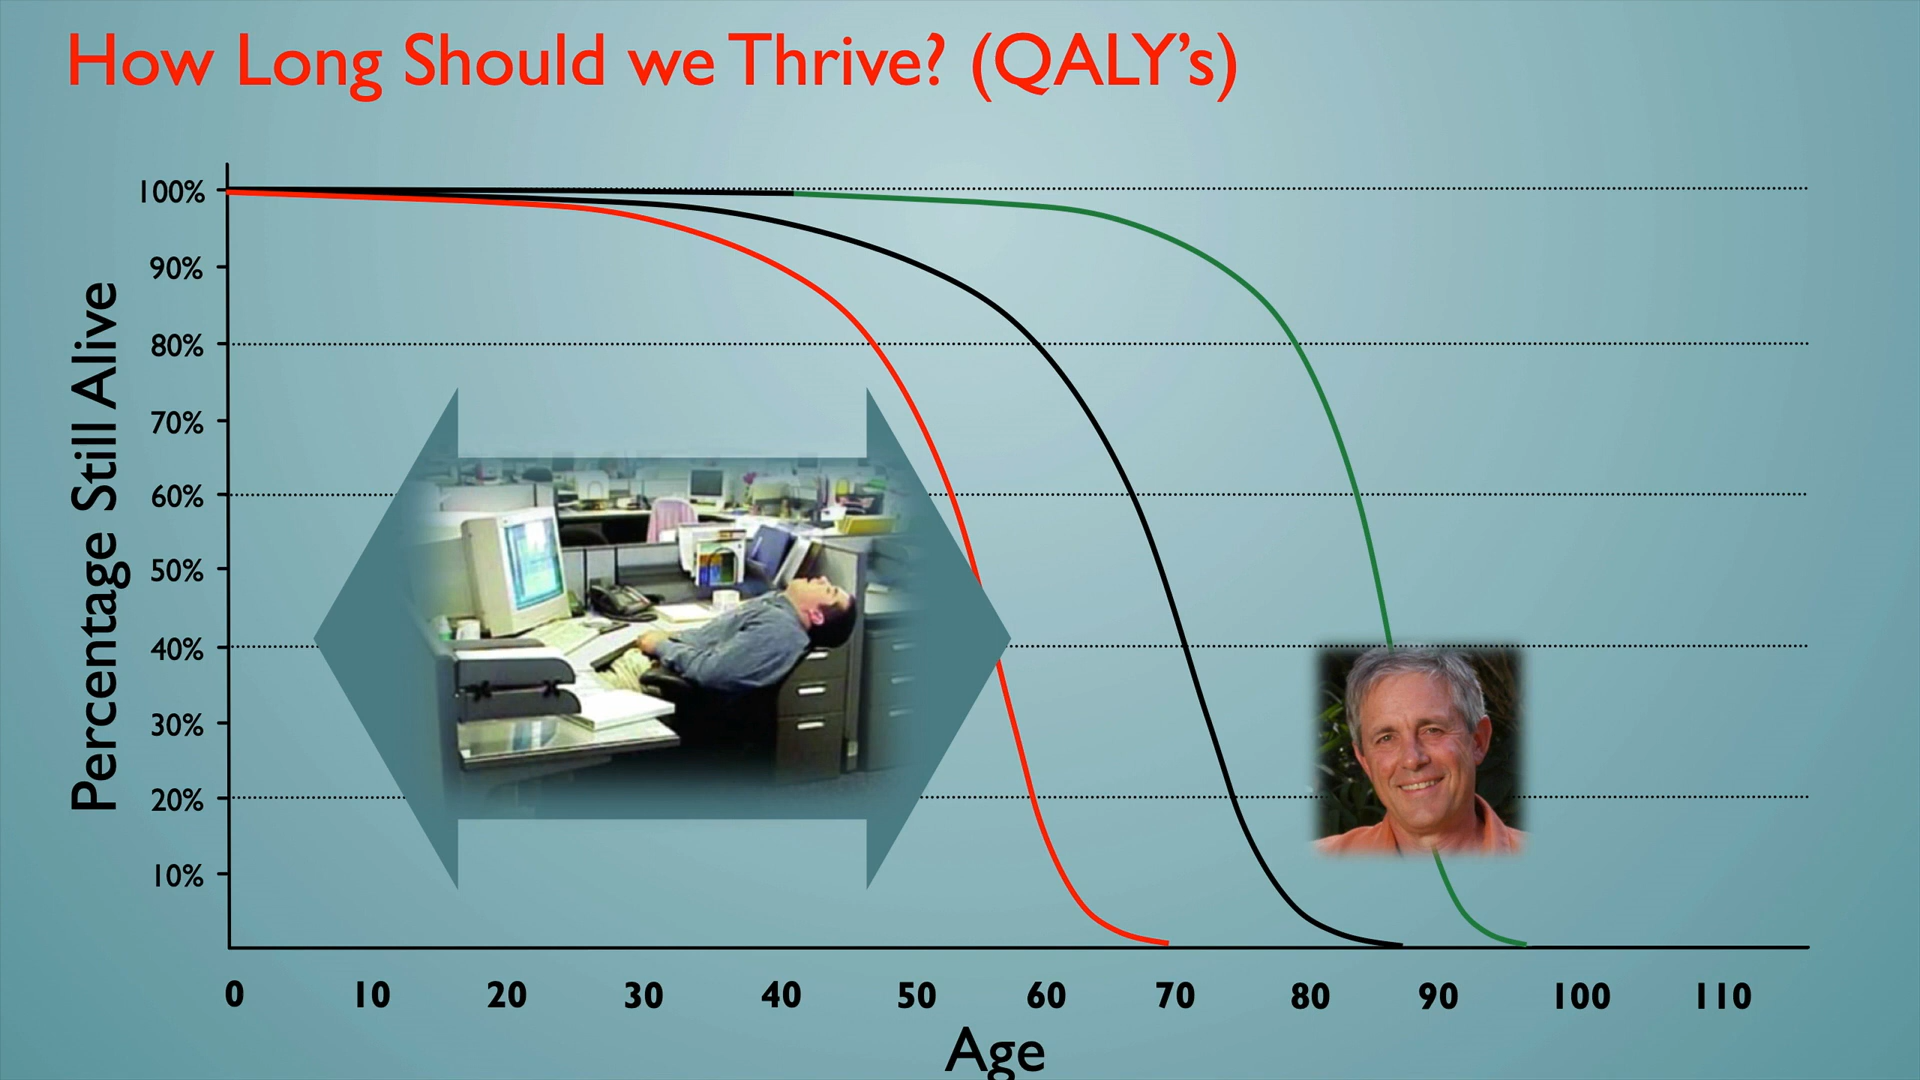 How Long Should we Thrive? (QALY's)
100%
90%
80%
70%
60%
50%
40%
30%
20%
10%
Percentage Still Alive
0 10 20 30 40 50 60 70 80 90 100 110
Age